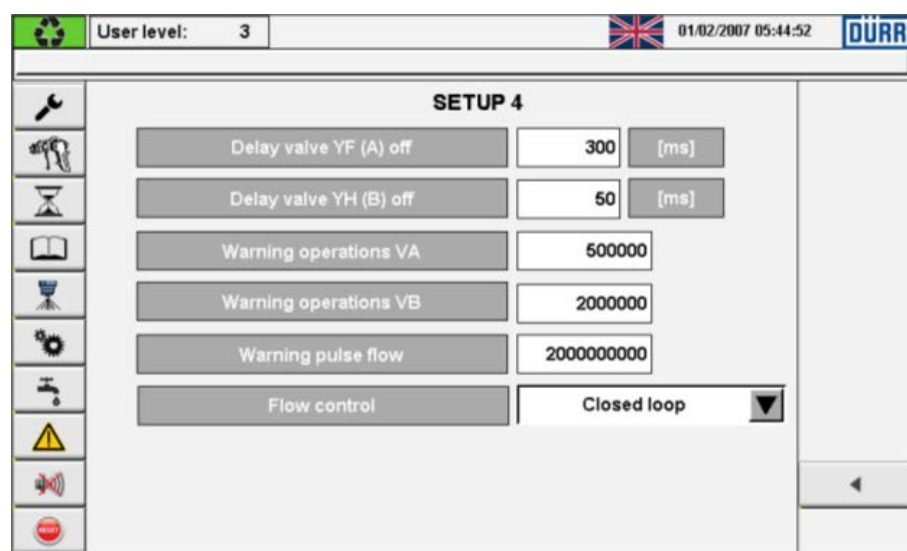 User level: 3 01/02/2007 05:44:52 DÜRR
SETUP 4
Delay valve YF (A) off 300 [ms]
Delay valve YH (B) off 50 [ms]
Warning operations VA 500000
Warning operations VB 2000000
Warning pulse flow 2000000000
Flow control Closed loop
RESET